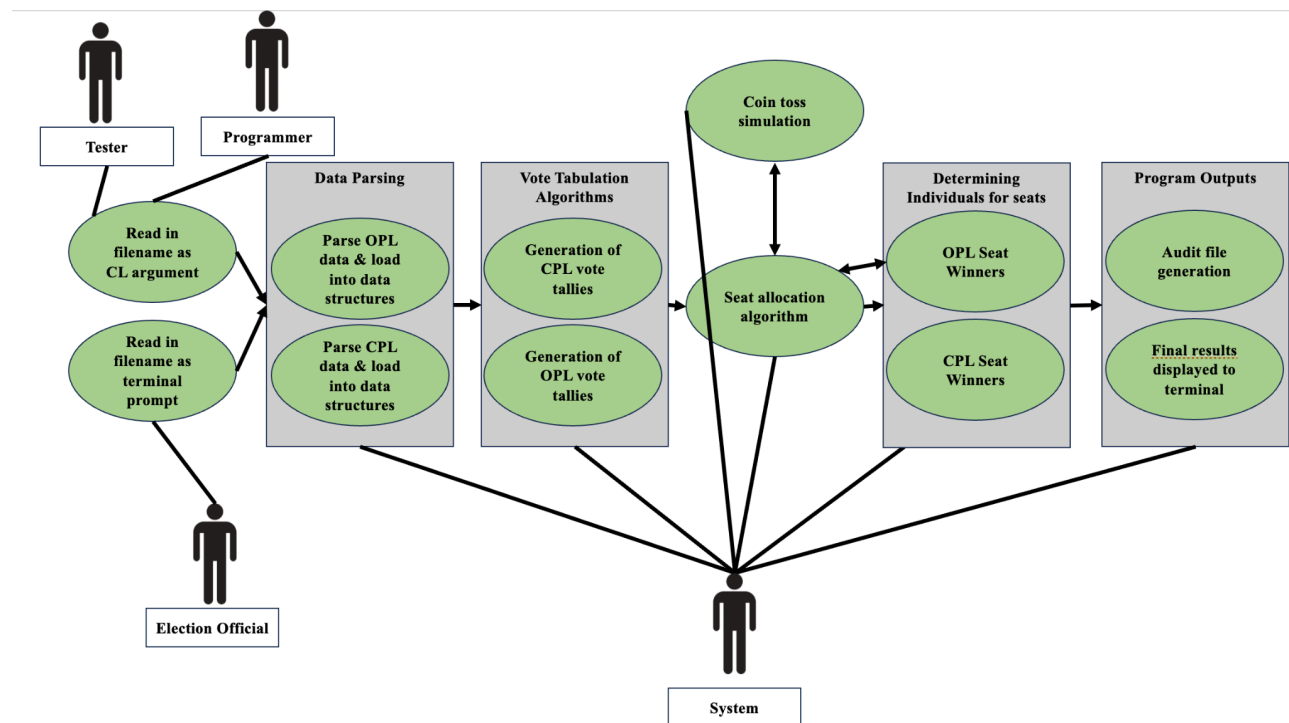 Tester
Programmer
Read in
filename as
CL argument
Read in
filename as
terminal
prompt
Election Official
Data Parsing
Parse OPL
data & load
into data
structures
Parse CPL
data & load
into data
structures
Vote Tabulation
Algorithms
Generation of
CPL vote
tallies
Generation of
OPL vote
tallies
Coin toss
simulation
Seat allocation
algorithm
Determining
Individuals for seats
OPL Seat
Winners
CPL Seat
Winners
Program Outputs
Audit file
generation
Final results
displayed to
terminal
System